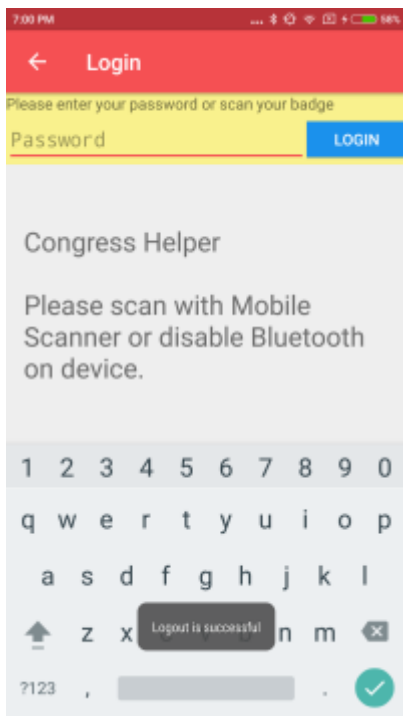 7:00 PM ... 58%
Login
Please enter your password or scan your badge
Password LOGIN
Congress Helper
Please scan with Mobile
Scanner or disable Bluetooth
on device.
1 2 3 4 5 6 7 8 9 0
q w e r t y u i o p
a s d f g h j k l
z x n m
Logout is successful
?123 , .